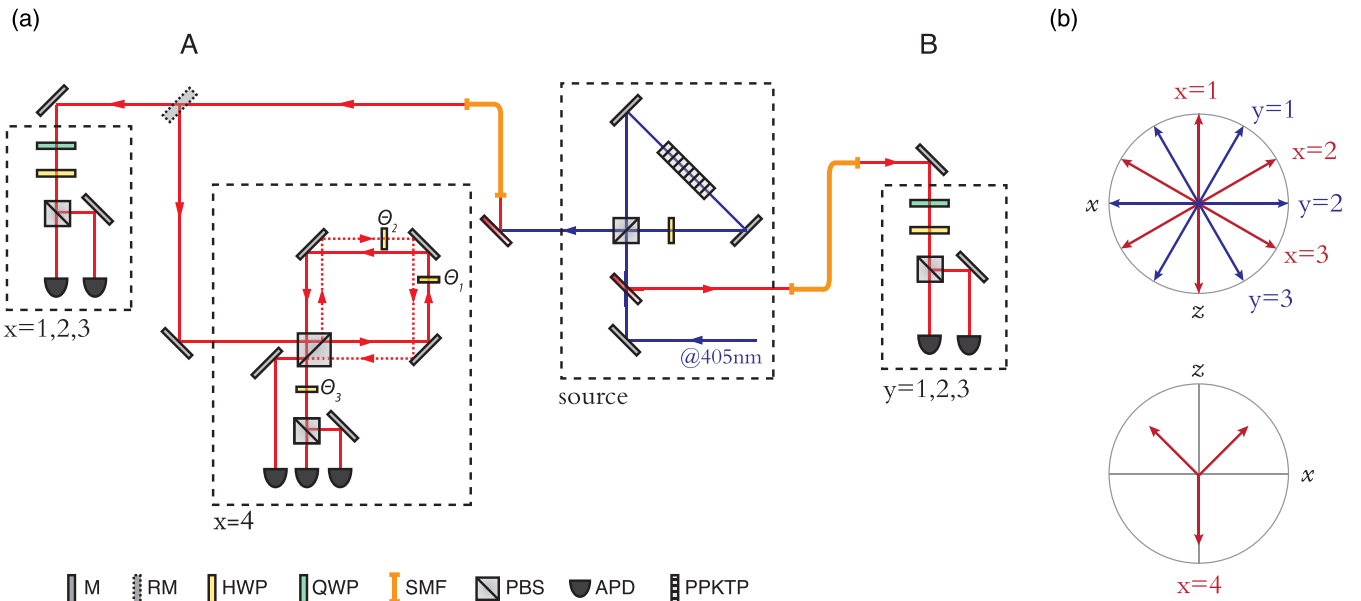 (a)
A
B
x=1,2,3
Θ2
Θ1
Θ3
x=4
@405nm
source
y=1,2,3
M
RM
HWP
QWP
SMF
PBS
APD
PPKTP
(b)
x=1
y=1
x=2
x
y=2
x=3
z
y=3
z
x
x=4